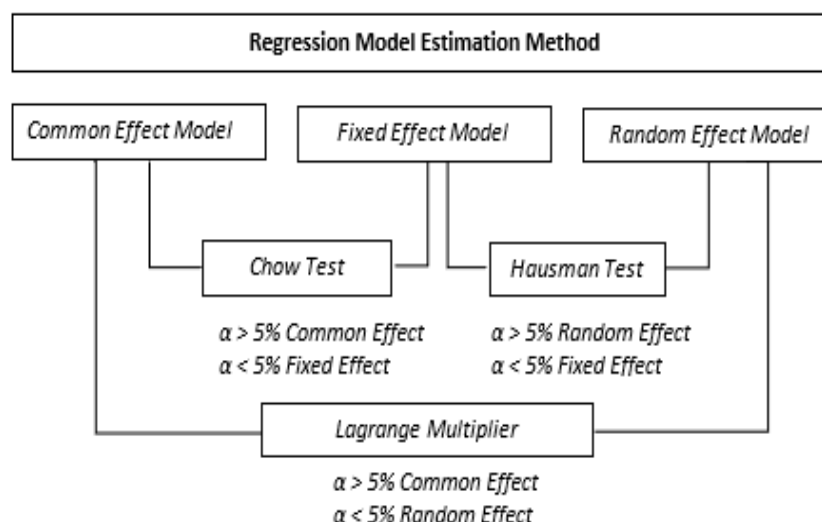 Regression Model Estimation Method
Common Effect Model
Fixed Effect Model
Random Effect Model
Chow Test
Hausman Test
α > 5% Common Effect
α < 5% Fixed Effect
α > 5% Random Effect
α < 5% Fixed Effect
Lagrange Multiplier
α > 5% Common Effect
α < 5% Random Effect